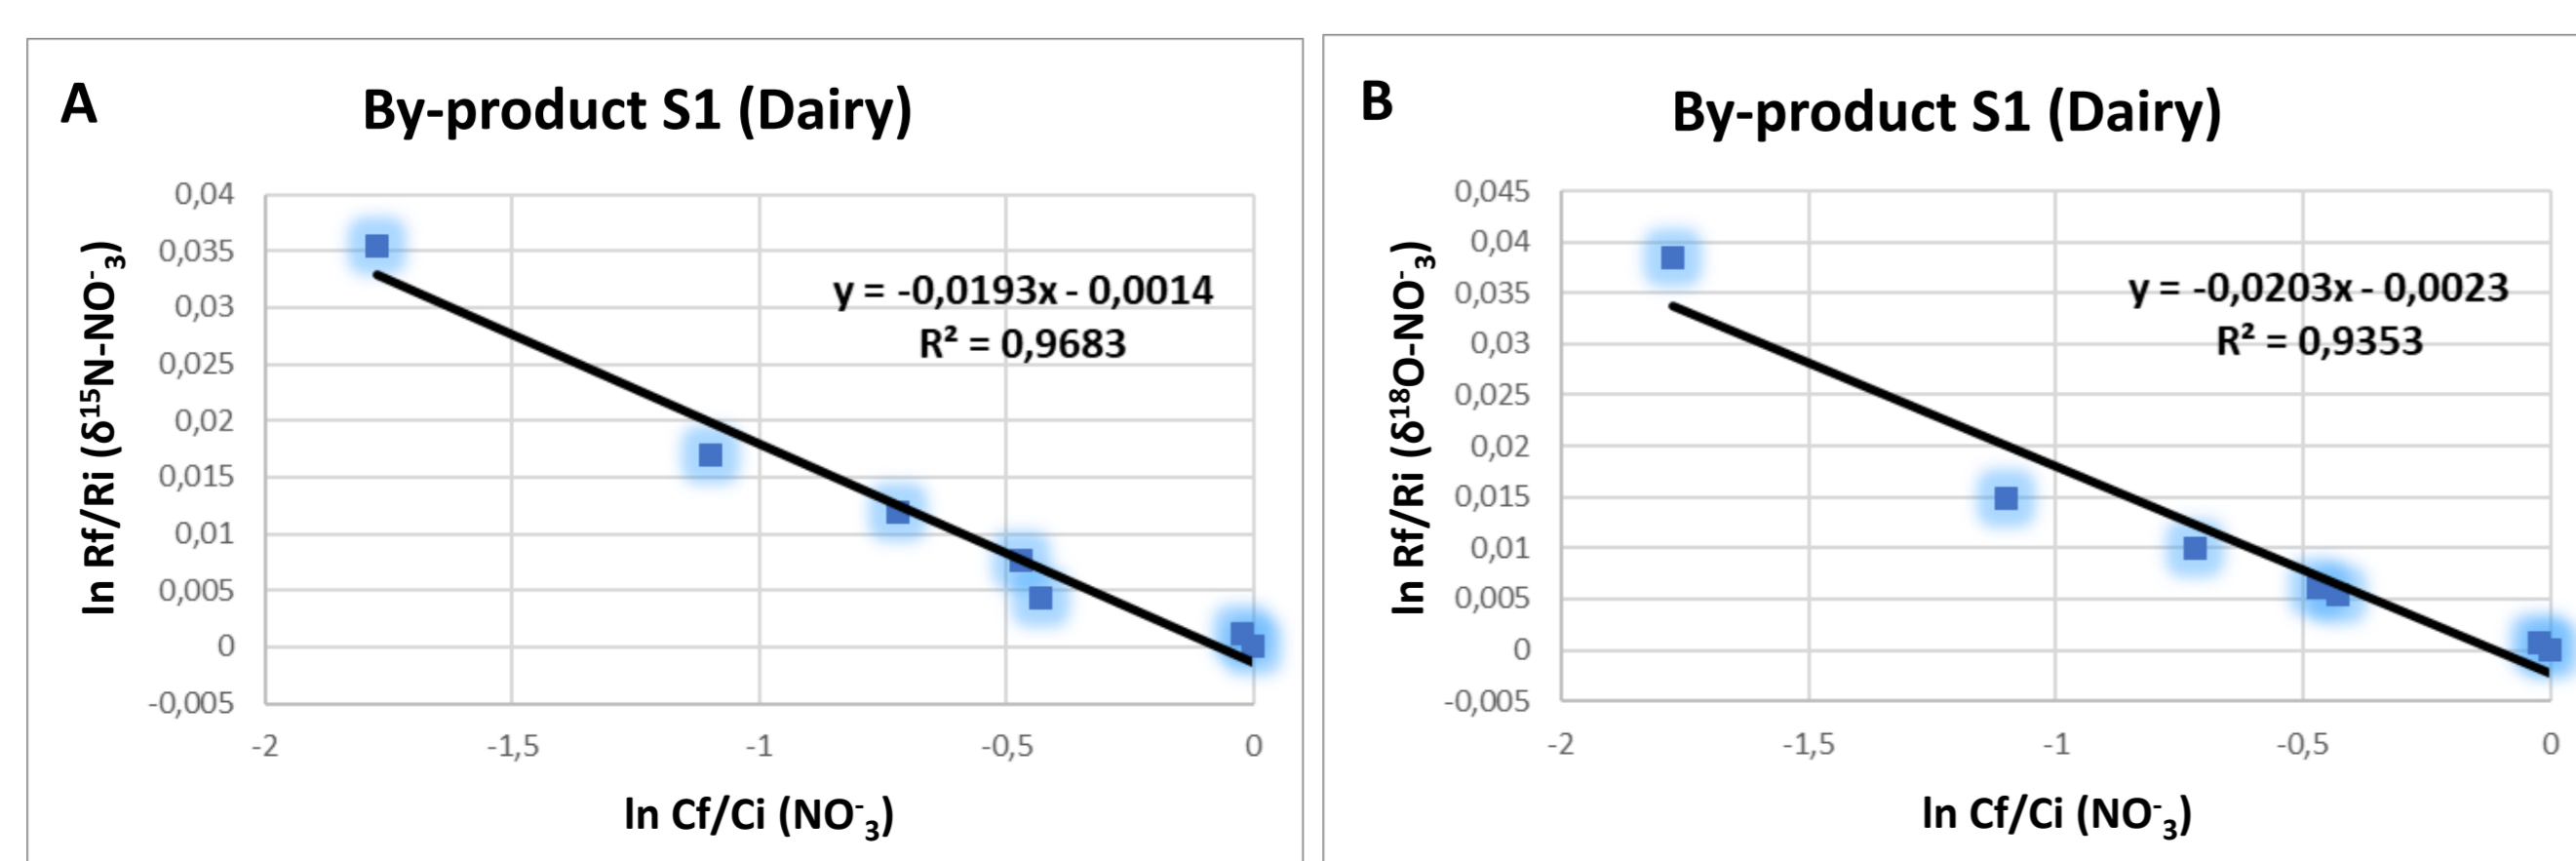 A
By-product S1 (Dairy)
ln Rf/Ri (δ¹⁵N-NO⁻₃)
0,04
0,035
0,03
0,025
0,02
0,015
0,01
0,005
0
-0,005
y = -0,0193x - 0,0014
R² = 0,9683
-2
-1,5
-1
-0,5
0
ln Cf/Ci (NO⁻₃)
B
By-product S1 (Dairy)
ln Rf/Ri (δ¹⁸O-NO⁻₃)
0,045
0,04
0,035
0,03
0,025
0,02
0,015
0,01
0,005
0
-0,005
y = -0,0203x - 0,0023
R² = 0,9353
-2
-1,5
-1
-0,5
0
ln Cf/Ci (NO⁻₃)